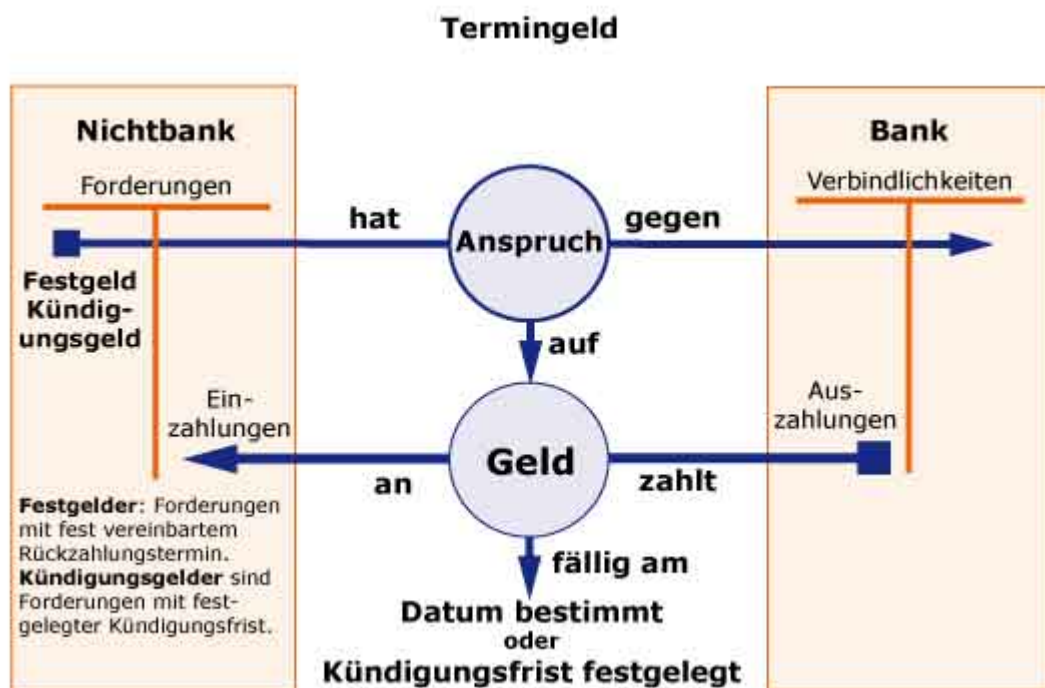 Termingeld
Nichtbank
Forderungen
Festgeld
Kündig-
ungsgeld
Ein-
zahlungen
Festgelder: Forderungen
mit fest vereinbartem
Rückzahlungstermin.
Kündigungsgelder sind
Forderungen mit fest-
gelegter Kündigungsfrist.
hat
Anspruch
gegen
auf
an
Geld
zahlt
fällig am
Datum bestimmt
oder
Kündigungsfrist festgelegt
Bank
Verbindlichkeiten
Aus-
zahlungen